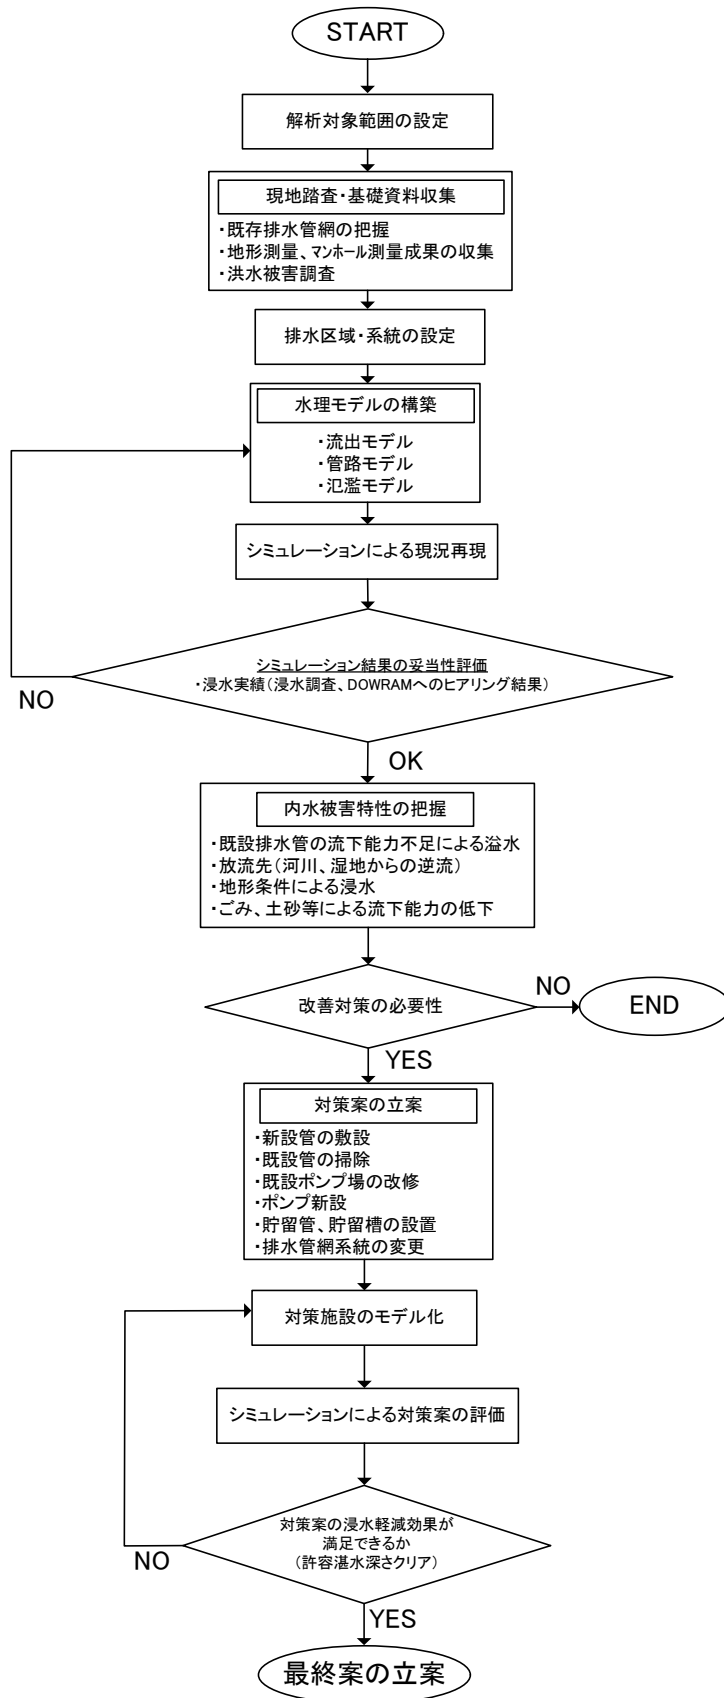 START
解析対象範囲の設定
現地踏査・基礎資料収集
・既存排水管網の把握
・地形測量、マンホール測量成果の収集
・洪水被害調査
排水区域・系統の設定
水理モデルの構築
・流出モデル
・管路モデル
・氾濫モデル
シミュレーションによる現況再現
シミュレーション結果の妥当性評価
・浸水実績（浸水調査、DOWRAMへのヒアリング結果）
NO
OK
内水被害特性の把握
・既設排水管の流下能力不足による溢水
・放流先（河川、湿地からの逆流）
・地形条件による浸水
・ごみ、土砂等による流下能力の低下
改善対策の必要性
NO
END
YES
対策案の立案
・新設管の敷設
・既設管の掃除
・既設ポンプ場の改修
・ポンプ新設
・貯留管、貯留槽の設置
・排水管網系統の変更
対策施設のモデル化
シミュレーションによる対策案の評価
対策案の浸水軽減効果が
満足できるか
（許容湛水深さクリア）
NO
YES
最終案の立案